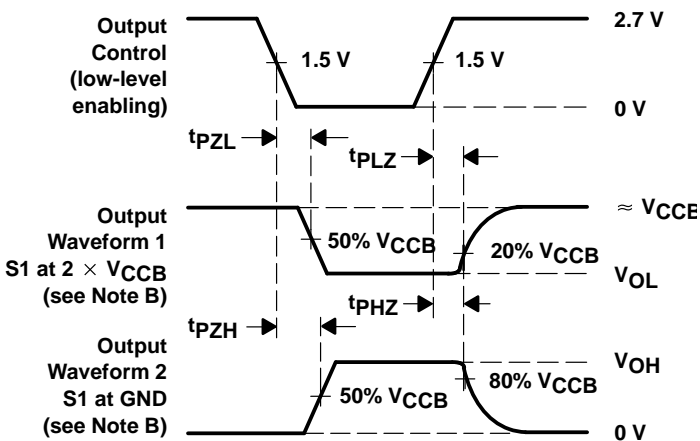 Output
Control
(low-level
enabling)
1.5 V
1.5 V
2.7 V
0 V
tPZL
tPLZ
Output
Waveform 1
S1 at 2 × VCCB
(see Note B)
50% VCCB
20% VCCB
≈ VCCB
VOL
tPZH
tPHZ
Output
Waveform 2
S1 at GND
(see Note B)
50% VCCB
80% VCCB
VOH
0 V